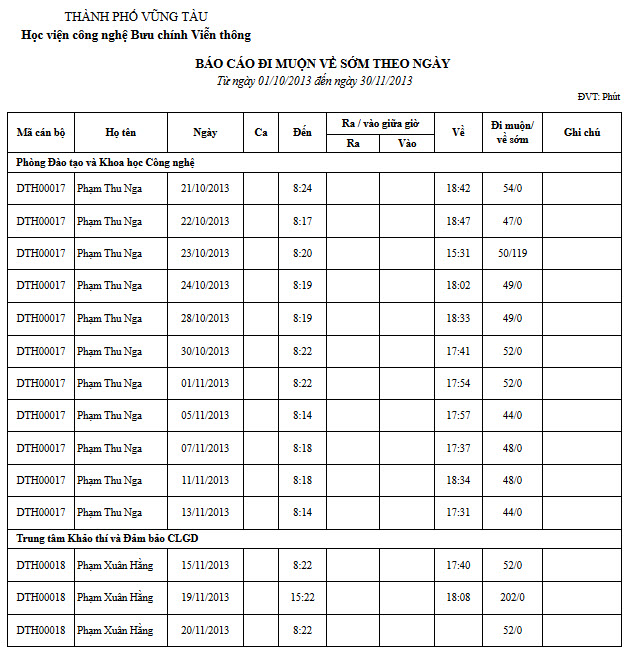 THÀNH PHỐ VŨNG TÀU
Học viện công nghệ Bưu chính Viễn thông
BÁO CÁO ĐI MUỘN VỀ SỚM THEO NGÀY
Từ ngày 01/10/2013 đến ngày 30/11/2013
ĐVT: Phút
Mã cán bộ Họ tên Ngày Ca Đến Ra / vào giữa giờ Về Đi muộn/ Ghi chú
Ra Vào về sớm
Phòng Đào tạo và Khoa học Công nghệ
DTH00017 Phạm Thu Nga 21/10/2013 8:24 18:42 54/0
DTH00017 Phạm Thu Nga 22/10/2013 8:17 18:47 47/0
DTH00017 Phạm Thu Nga 23/10/2013 8:20 15:31 50/119
DTH00017 Phạm Thu Nga 24/10/2013 8:19 18:02 49/0
DTH00017 Phạm Thu Nga 28/10/2013 8:19 18:33 49/0
DTH00017 Phạm Thu Nga 30/10/2013 8:22 17:41 52/0
DTH00017 Phạm Thu Nga 01/11/2013 8:22 17:54 52/0
DTH00017 Phạm Thu Nga 05/11/2013 8:14 17:57 44/0
DTH00017 Phạm Thu Nga 07/11/2013 8:18 17:37 48/0
DTH00017 Phạm Thu Nga 11/11/2013 8:18 18:34 48/0
DTH00017 Phạm Thu Nga 13/11/2013 8:14 17:31 44/0
Trung tâm Khảo thí và Đảm bảo CLGD
DTH00018 Phạm Xuân Hằng 15/11/2013 8:22 17:40 52/0
DTH00018 Phạm Xuân Hằng 19/11/2013 15:22 18:08 202/0
DTH00018 Phạm Xuân Hằng 20/11/2013 8:22 52/0